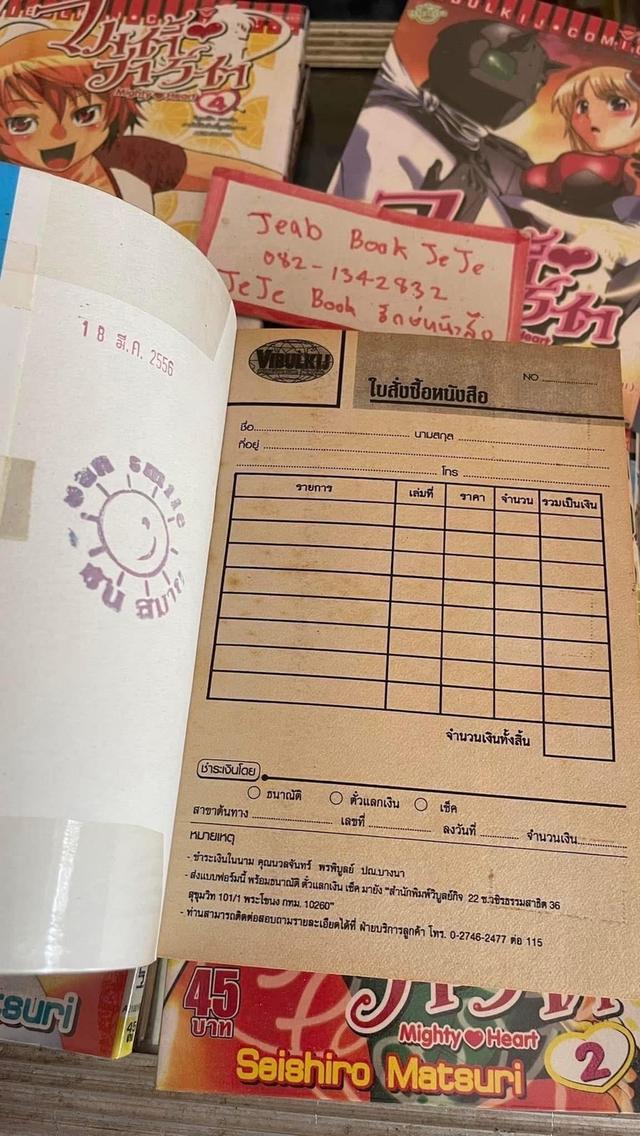 Mighty Heart 4
BULKIJ COMI
Jeab Book JeJe
082-1342832
JeJe Book รักษ์หนังสือ
Heart
18 มี.ค. 2556
smile
ชน สมาย
VIBULKIJ
ใบสั่งซื้อหนังสือ
NO
ชื่อ นามสกุล
ที่อยู่
โทร
รายการ เล่มที่ ราคา จำนวน รวมเป็นเงิน
จำนวนเงินทั้งสิ้น
ชำระเงินโดย
ธนาณัติ ตั๋วแลกเงิน เช็ค
สาขาต้นทาง เลขที่ ลงวันที่ จำนวนเงิน
หมายเหตุ
- ชำระเงินในนาม คุณนวลจันทร์ พรพิบูลย์ ปณ.บางนา
- ส่งแบบฟอร์มนี้ พร้อมธนาณัติ ตั๋วแลกเงิน เช็ค มายัง "สำนักพิมพ์วิบูลย์กิจ 22 ซ.วชิรธรรมสาธิต 36
สุขุมวิท 101/1 พระโขนง กทม. 10260"
- ท่านสามารถติดต่อสอบถามรายละเอียดได้ที่ ฝ่ายบริการลูกค้า โทร. 0-2746-2477 ต่อ 115
suri
45
บาท
Mighty Heart
Seishiro Matsuri
2